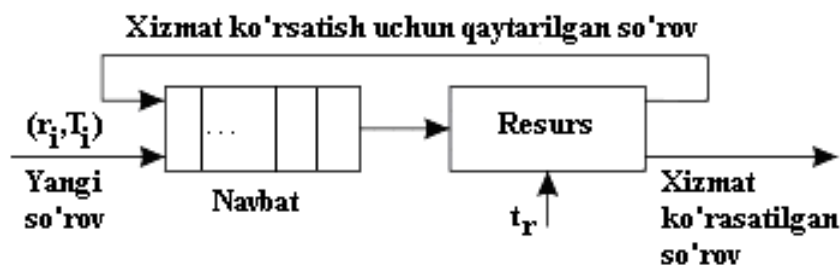 Xizmat ko'rsatish uchun qaytarilgan so'rov
(ri,Ti)
...
Resurs
Yangi
so'rov
Navbat
tr
Xizmat
ko'rasatilgan
so'rov